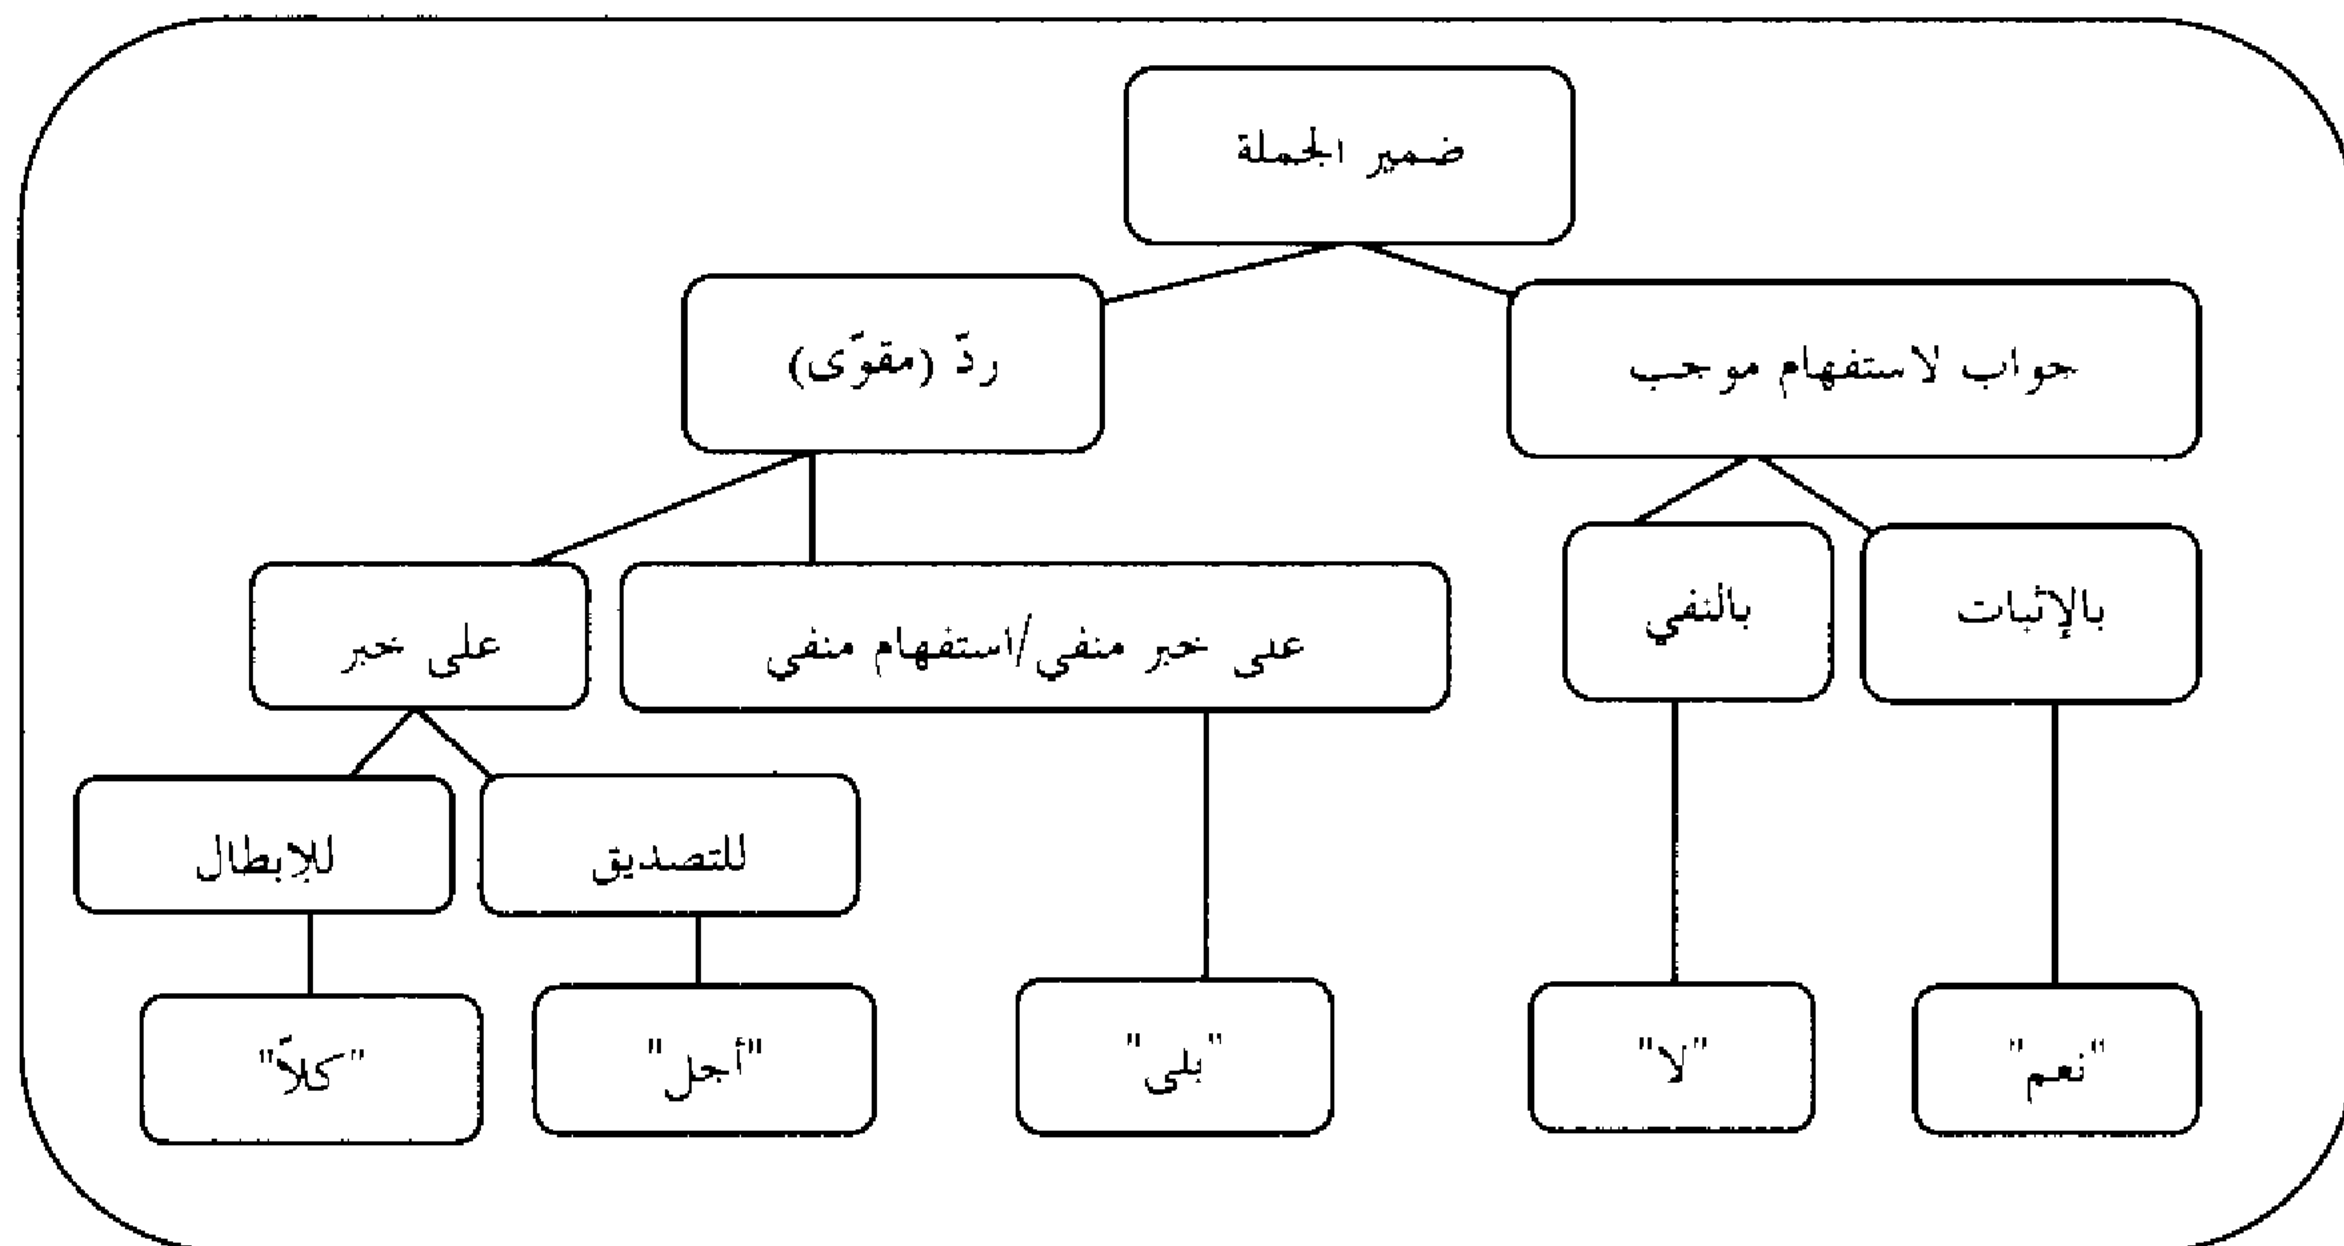 ضمير الجملة
جواب لاستفهام موجب
ردّ (مقوّى)
بالإثبات
بالنفي
على خبر منفي/استفهام منفي
على خبر
للتصديق
للإبطال
"نعم"
"لا"
"بلى"
"أجل"
"كلاّ"